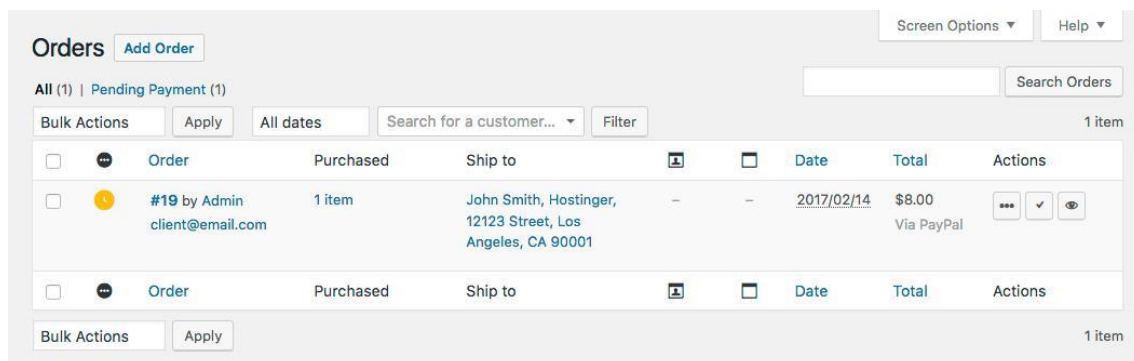 Screen Options ▼ Help ▼
Orders Add Order
All (1) | Pending Payment (1)
Search Orders
Bulk Actions Apply All dates Search for a customer... Filter 1 item
Order Purchased Ship to Date Total Actions
#19 by Admin 1 item John Smith, Hostinger, – – 2017/02/14 $8.00
client@email.com 12123 Street, Los Via PayPal
Angeles, CA 90001
Order Purchased Ship to Date Total Actions
Bulk Actions Apply 1 item